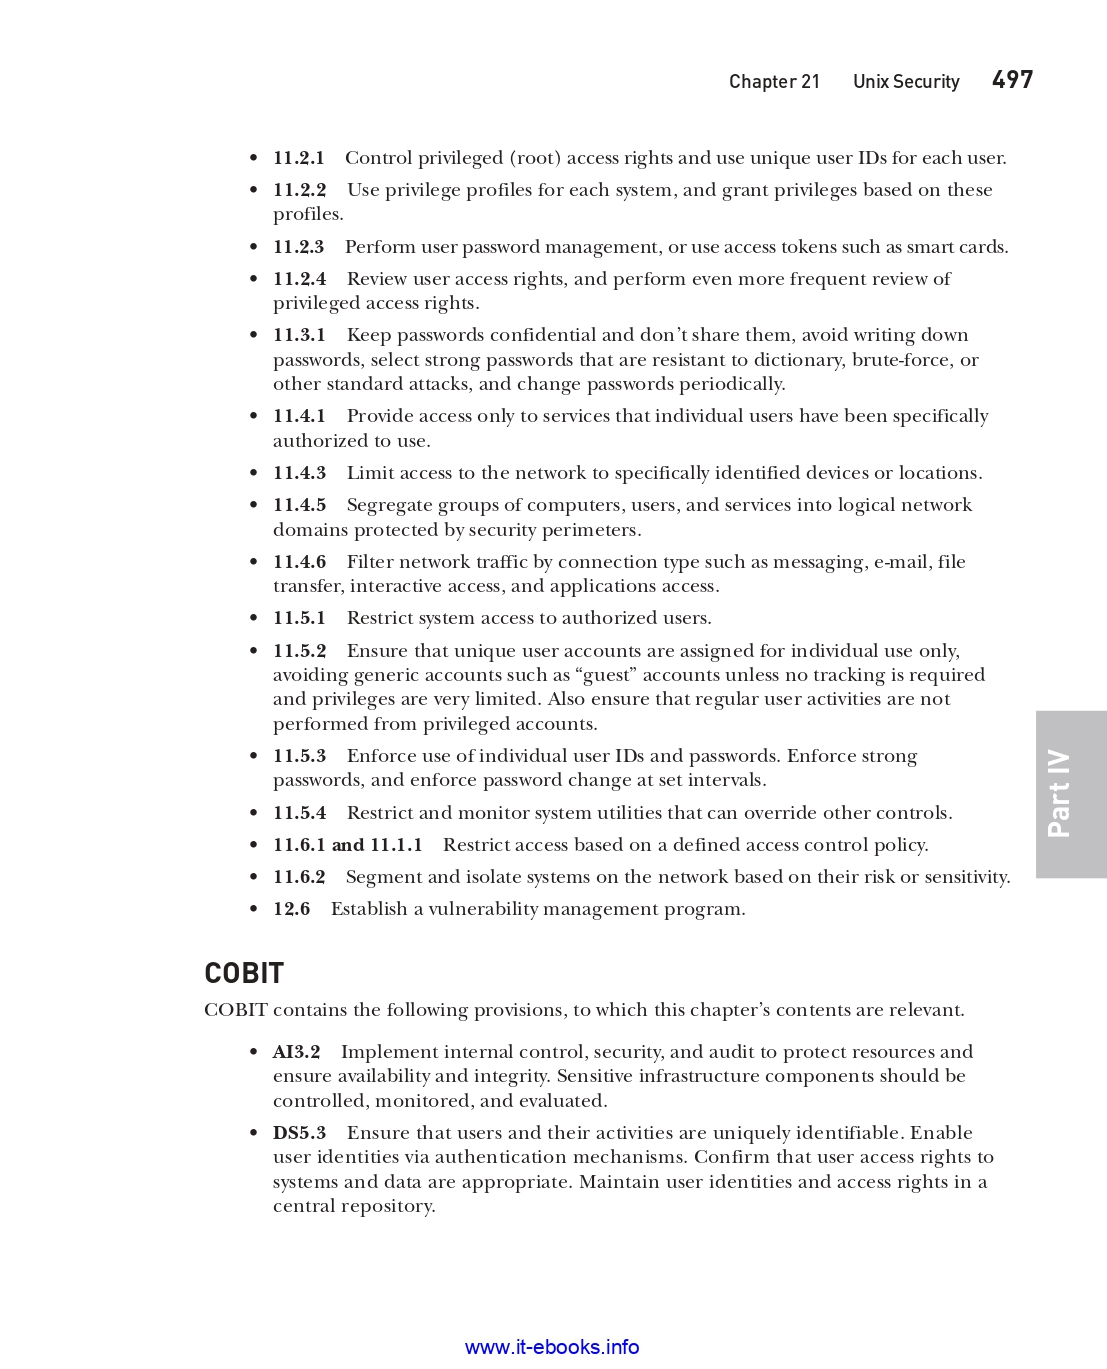 Chapter 21 Unix Security 497
• 11.2.1 Control privileged (root) access rights and use unique user IDs for each user.
• 11.2.2 Use privilege profiles for each system, and grant privileges based on these
profiles.
• 11.2.3 Perform user password management, or use access tokens such as smart cards.
• 11.2.4 Review user access rights, and perform even more frequent review of
privileged access rights.
• 11.3.1 Keep passwords confidential and don’t share them, avoid writing down
passwords, select strong passwords that are resistant to dictionary, brute-force, or
other standard attacks, and change passwords periodically.
• 11.4.1 Provide access only to services that individual users have been specifically
authorized to use.
• 11.4.3 Limit access to the network to specifically identified devices or locations.
• 11.4.5 Segregate groups of computers, users, and services into logical network
domains protected by security perimeters.
• 11.4.6 Filter network traffic by connection type such as messaging, e-mail, file
transfer, interactive access, and applications access.
• 11.5.1 Restrict system access to authorized users.
• 11.5.2 Ensure that unique user accounts are assigned for individual use only,
avoiding generic accounts such as “guest” accounts unless no tracking is required
and privileges are very limited. Also ensure that regular user activities are not
performed from privileged accounts.
• 11.5.3 Enforce use of individual user IDs and passwords. Enforce strong
passwords, and enforce password change at set intervals.
• 11.5.4 Restrict and monitor system utilities that can override other controls.
• 11.6.1 and 11.1.1 Restrict access based on a defined access control policy.
• 11.6.2 Segment and isolate systems on the network based on their risk or sensitivity.
• 12.6 Establish a vulnerability management program.
Part IV
COBIT
COBIT contains the following provisions, to which this chapter’s contents are relevant.
• AI3.2 Implement internal control, security, and audit to protect resources and
ensure availability and integrity. Sensitive infrastructure components should be
controlled, monitored, and evaluated.
• DS5.3 Ensure that users and their activities are uniquely identifiable. Enable
user identities via authentication mechanisms. Confirm that user access rights to
systems and data are appropriate. Maintain user identities and access rights in a
central repository.
www.it-ebooks.info